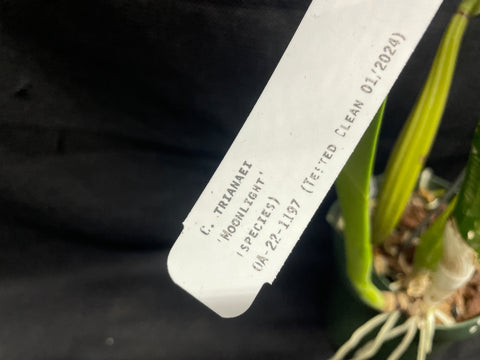 C. TRIANAEI
'MOONLIGHT'
(SPECIES)
OA-22-1197 (TESTED CLEAN 01/2024)